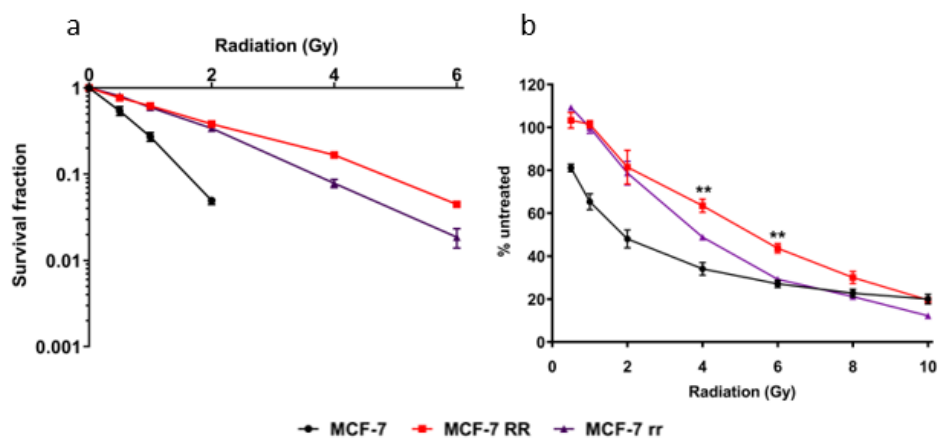 a
Radiation (Gy)
0 2 4 6
1
0.1
0.01
0.001
Survival fraction
b
120
100
80
60
40
20
0
% untreated
**
**
0 2 4 6 8 10
Radiation (Gy)
MCF-7 MCF-7 RR MCF-7 rr